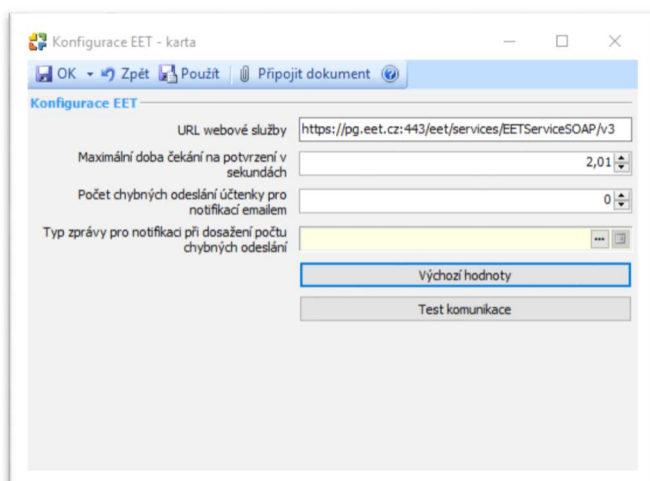 Konfigurace EET - karta
OK Zpět Použít Připojit dokument
Konfigurace EET
URL webové služby https://pg.eet.cz:443/eet/services/EETServiceSOAP/v3
Maximální doba čekání na potvrzení v
sekundách
2,01
Počet chybných odeslání účtenky pro
notifikací emailem
0
Typ zprávy pro notifikaci při dosažení počtu
chybných odeslání
Výchozí hodnoty
Test komunikace